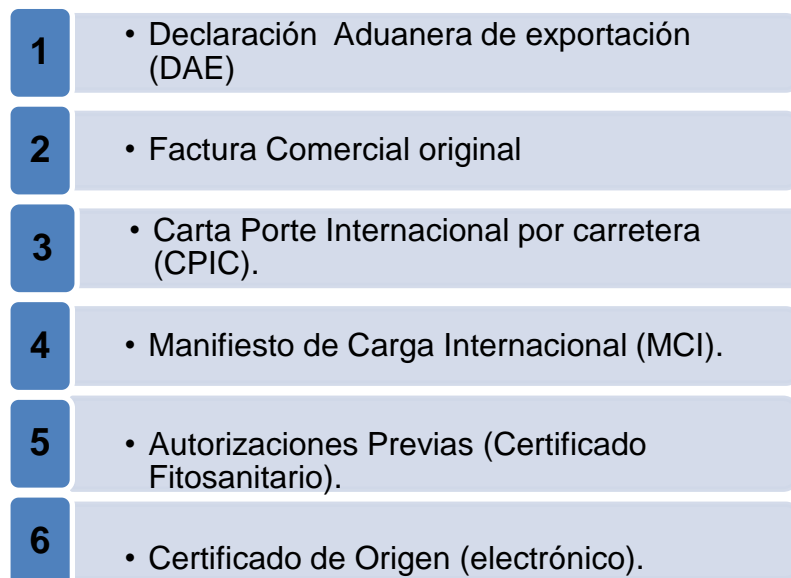 1
• Declaración Aduanera de exportación
(DAE)
2
• Factura Comercial original
3
• Carta Porte Internacional por carretera
(CPIC).
4
• Manifiesto de Carga Internacional (MCI).
5
• Autorizaciones Previas (Certificado
Fitosanitario).
6
• Certificado de Origen (electrónico).